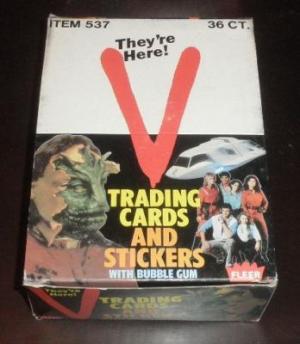 ITEM 537
36 CT.
They're
Here!
V
TRADING
CARDS
AND
STICKERS
WITH BUBBLE GUM
FLEER
They're
Here!
TRADING
CARDS